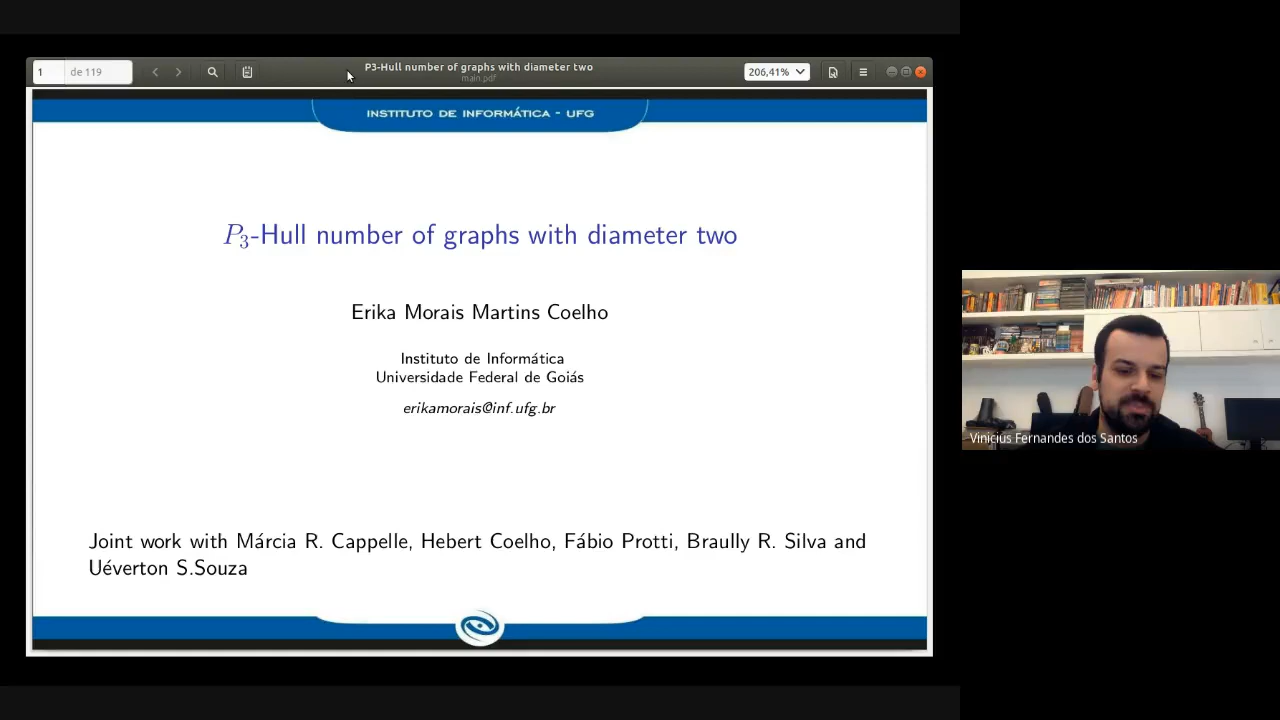 1 de 119
P3-Hull number of graphs with diameter two
main.pdf
206,41%
INSTITUTO DE INFORMÁTICA - UFG
P3-Hull number of graphs with diameter two
Erika Morais Martins Coelho
Instituto de Informática
Universidade Federal de Goiás
erikamorais@inf.ufg.br
Joint work with Márcia R. Cappelle, Hebert Coelho, Fábio Protti, Braully R. Silva and
Uéverton S.Souza
Vinicius Fernandes dos Santos